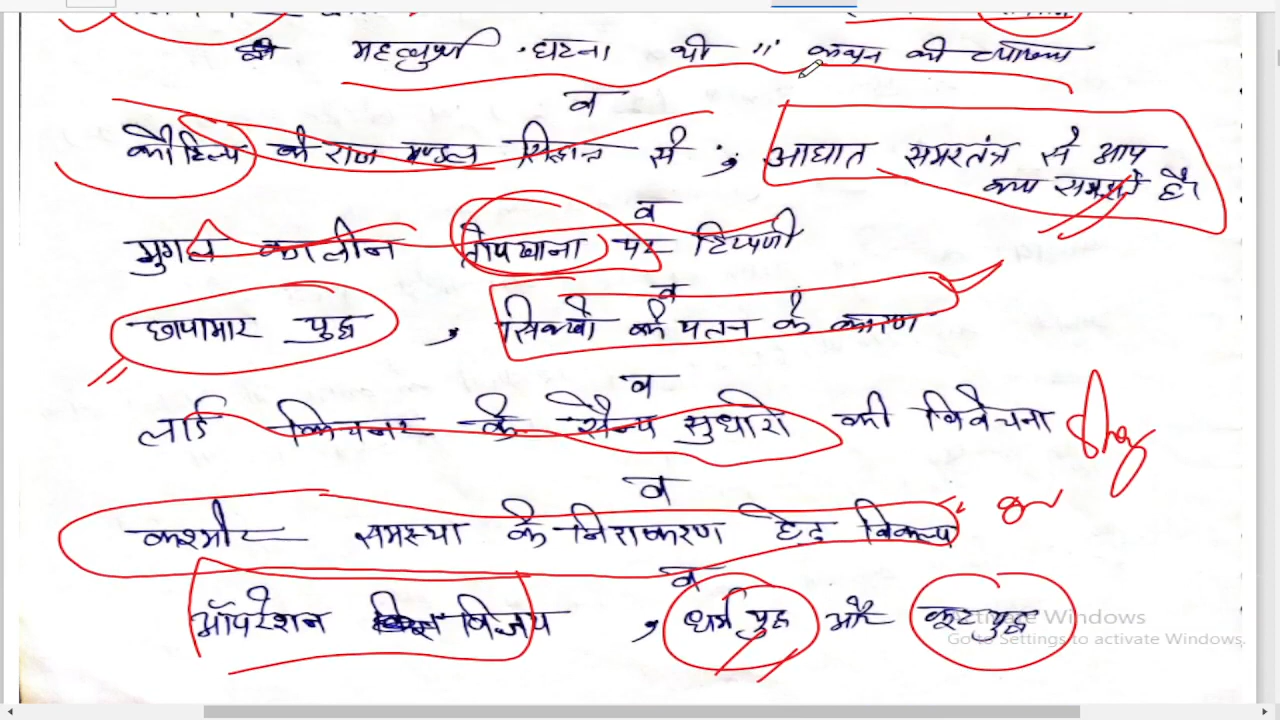 महत्वपूर्ण घटना थी " कथन की व्याख्या
व
कौटिल्य के राज मण्डल सिद्धान्त से ; आघात समरतंत्र से आप
क्या समझते है।
व
मुगल कालीन तोपखाना पर टिप्पणी
व
छापामार युद्ध , सिक्खो के पतन के कारण
व
लार्ड किचनर के सैन्य सुधारो की विवेचना
व
कश्मीर समस्या के निराकरण हेतु विकल्प
व
ऑपरेशन विजय , धर्म युद्ध और कूट युद्ध
Activate Windows
Go to Settings to activate Windows.